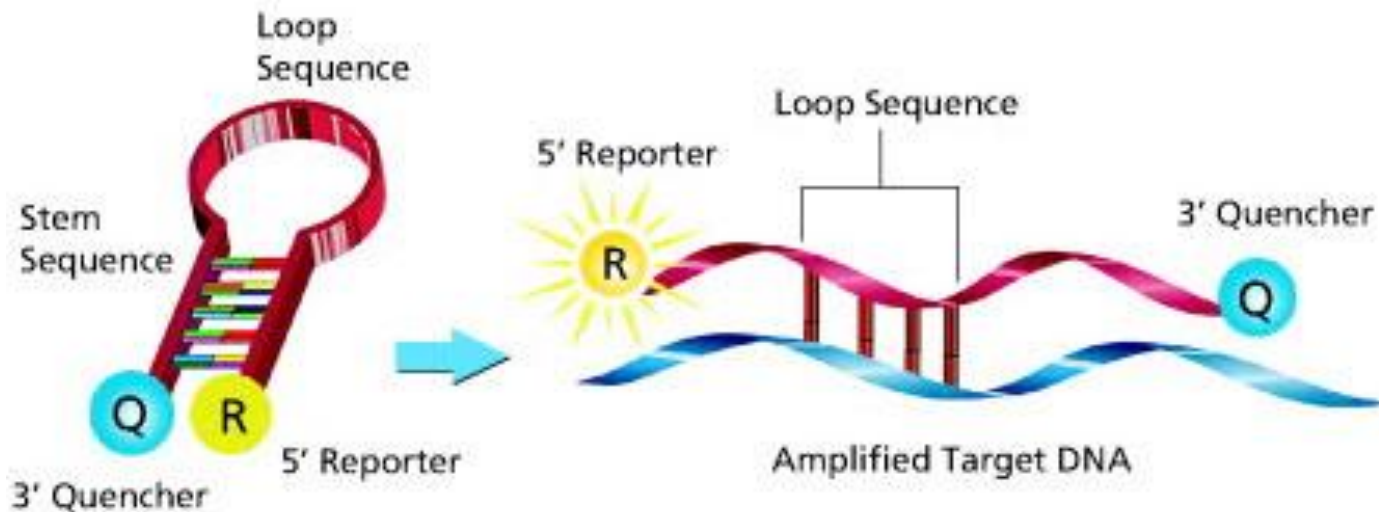 Loop
Sequence
Stem
Sequence
Q
R
5’ Reporter
3’ Quencher
Loop Sequence
5’ Reporter
R
3’ Quencher
Q
Amplified Target DNA